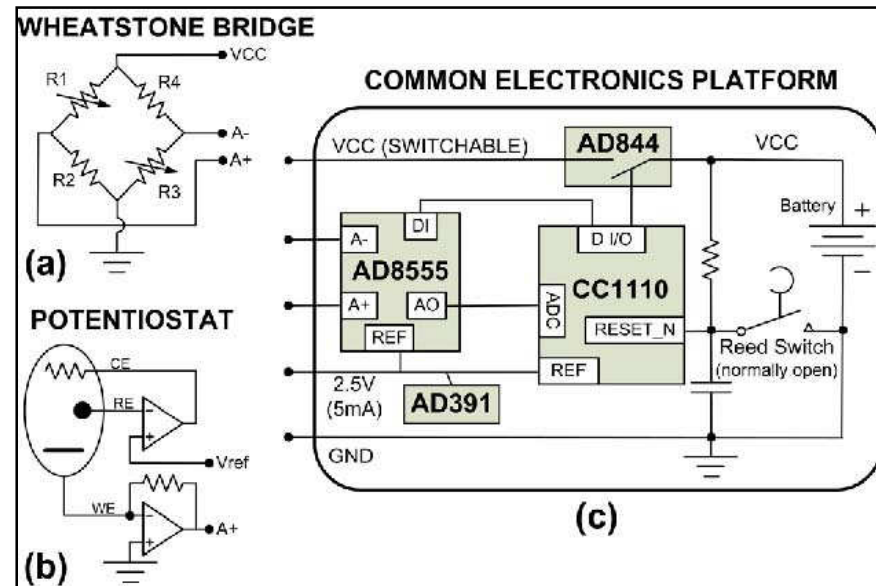 WHEATSTONE BRIDGE
VCC
R1
R4
A-
A+
R2
R3
(a)
POTENTIOSTAT
CE
RE
Vref
WE
A+
(b)
COMMON ELECTRONICS PLATFORM
VCC (SWITCHABLE)
AD844
VCC
Battery
+
−
DI
D I/O
A-
AD8555
CC1110
A+
AO
ADC
REF
RESET_N
Reed Switch
(normally open)
REF
2.5V
(5mA)
AD391
GND
(c)